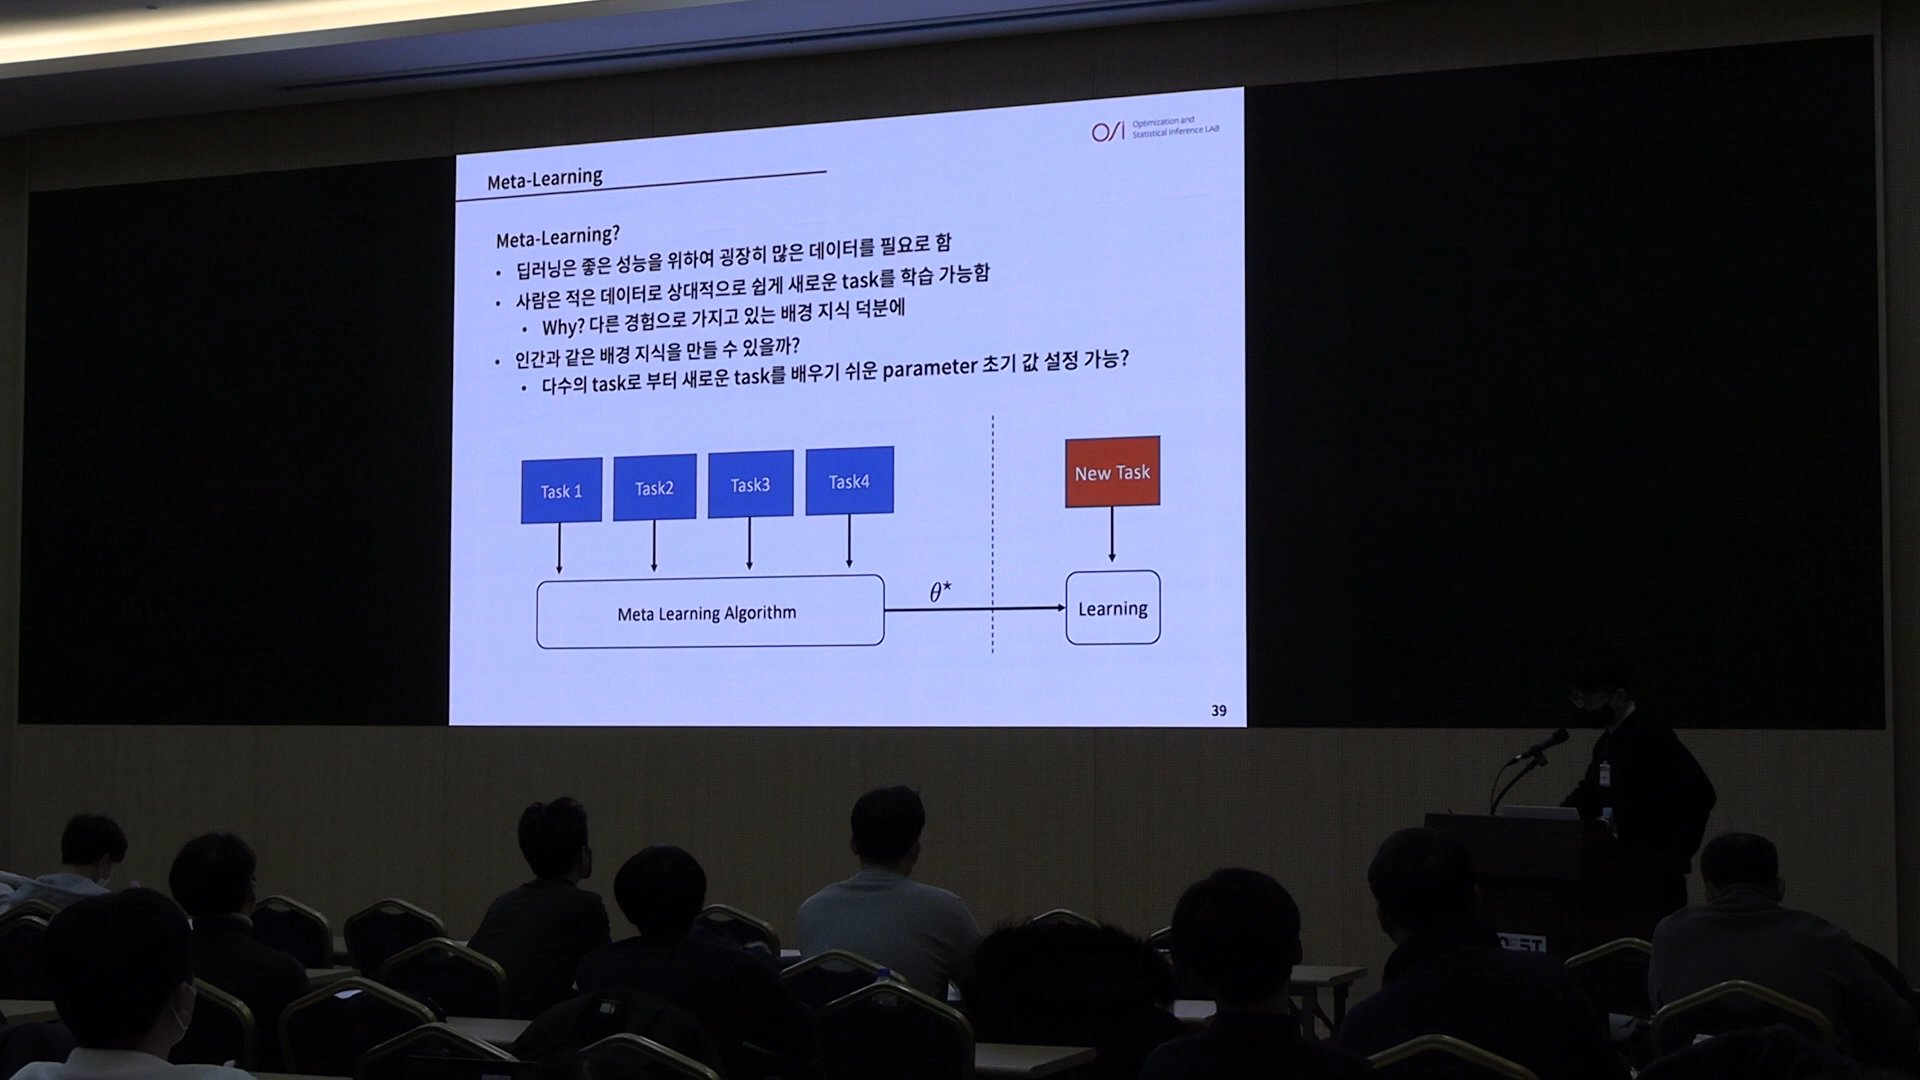 OSI Optimization and
Statistical Inference LAB
Meta-Learning
Meta-Learning?
• 딥러닝은 좋은 성능을 위하여 굉장히 많은 데이터를 필요로 함
• 사람은 적은 데이터로 상대적으로 쉽게 새로운 task를 학습 가능함
• Why? 다른 경험으로 가지고 있는 배경 지식 덕분에
• 인간과 같은 배경 지식을 만들 수 있을까?
• 다수의 task로 부터 새로운 task를 배우기 쉬운 parameter 초기 값 설정 가능?
Task 1 Task2 Task3 Task4 New Task
θ*
Meta Learning Algorithm Learning
39